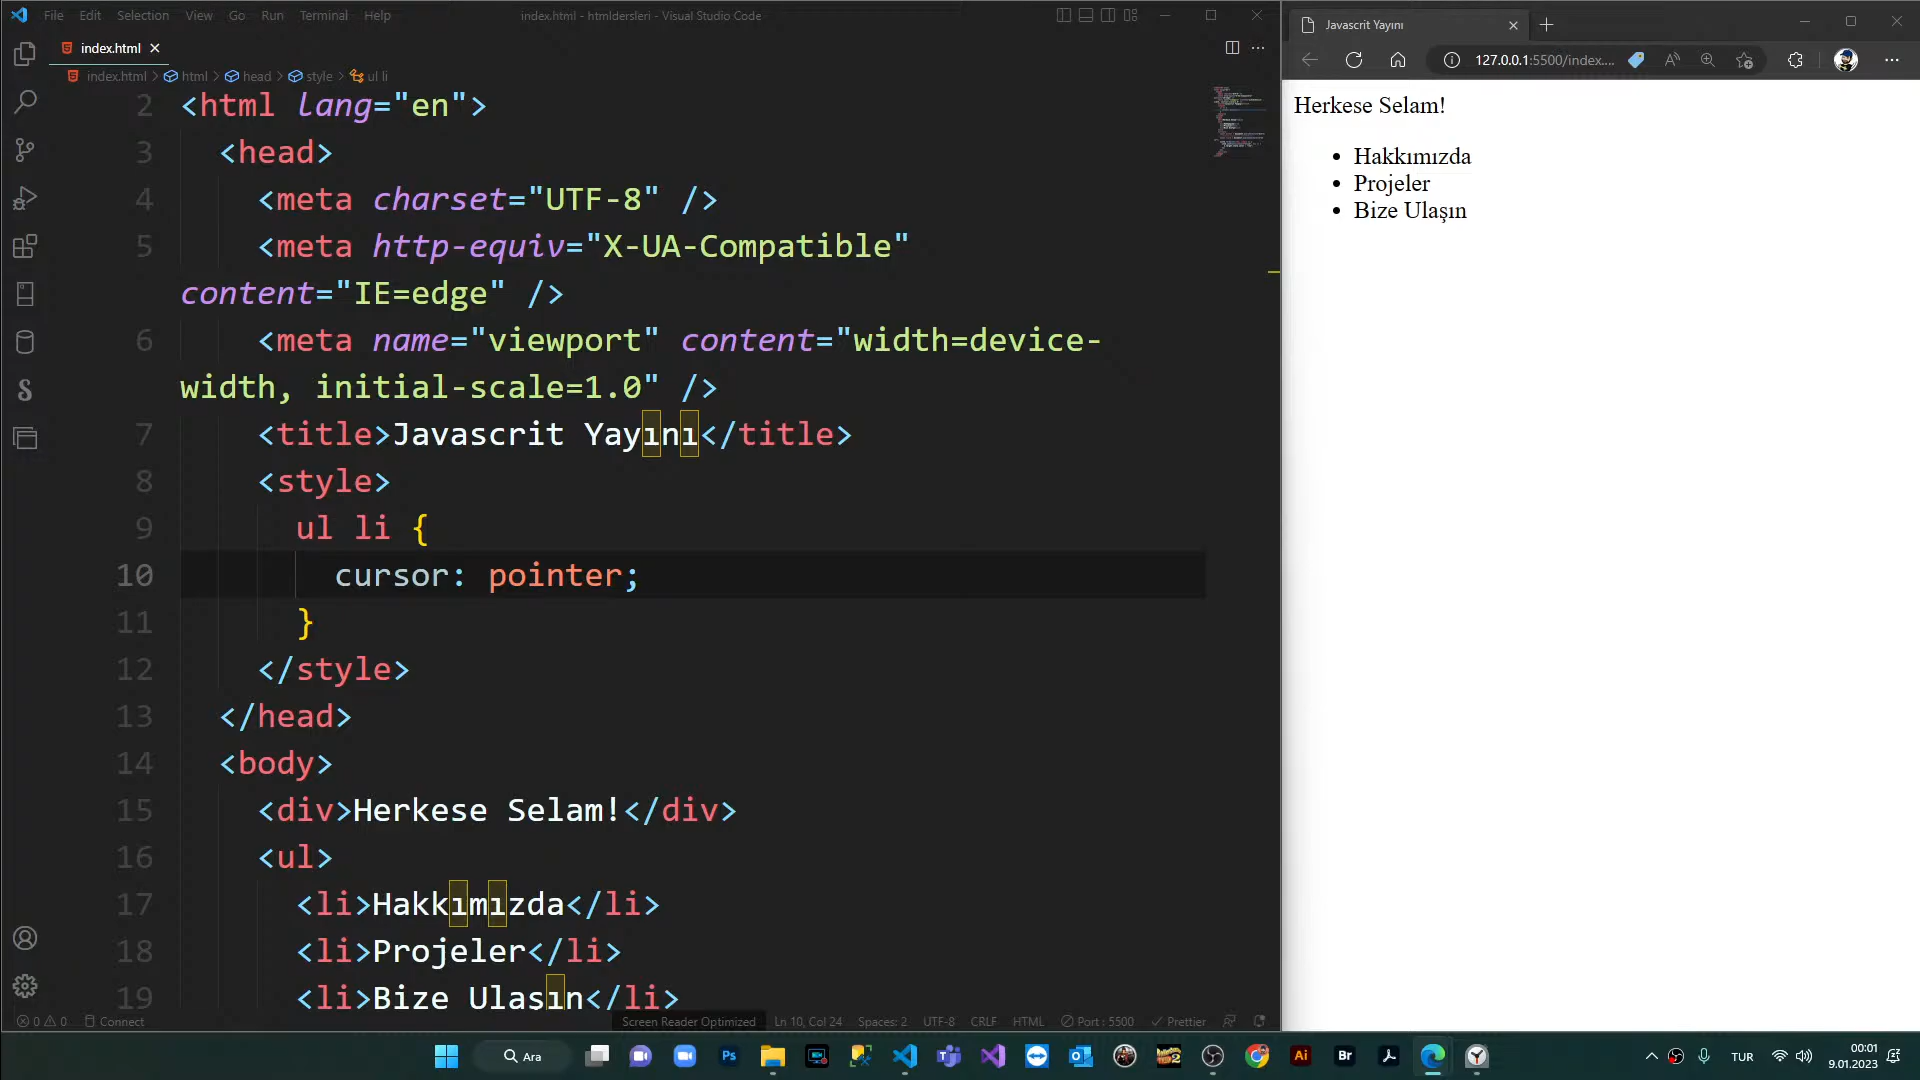 File Edit Selection View Go Run Terminal Help
index.html - htmldersleri - Visual Studio Code
index.html
index.html > html > head > style > ul li
2 <html lang="en">
3 <head>
4 <meta charset="UTF-8" />
5 <meta http-equiv="X-UA-Compatible"
content="IE=edge" />
6 <meta name="viewport" content="width=device-
width, initial-scale=1.0" />
7 <title>Javascrit Yayını</title>
8 <style>
9 ul li {
10 cursor: pointer;
11 }
12 </style>
13 </head>
14 <body>
15 <div>Herkese Selam!</div>
16 <ul>
17 <li>Hakkımızda</li>
18 <li>Projeler</li>
19 <li>Bize Ulaşın</li>
0 0 Connect
Screen Reader Optimized Ln 10, Col 24 Spaces: 2 UTF-8 CRLF HTML Port : 5500 Prettier
Javascrit Yayını
127.0.0.1:5500/index....
Herkese Selam!
• Hakkımızda
• Projeler
• Bize Ulaşın
Ara
Ps
Ai
Br
TUR
00:01
9.01.2023